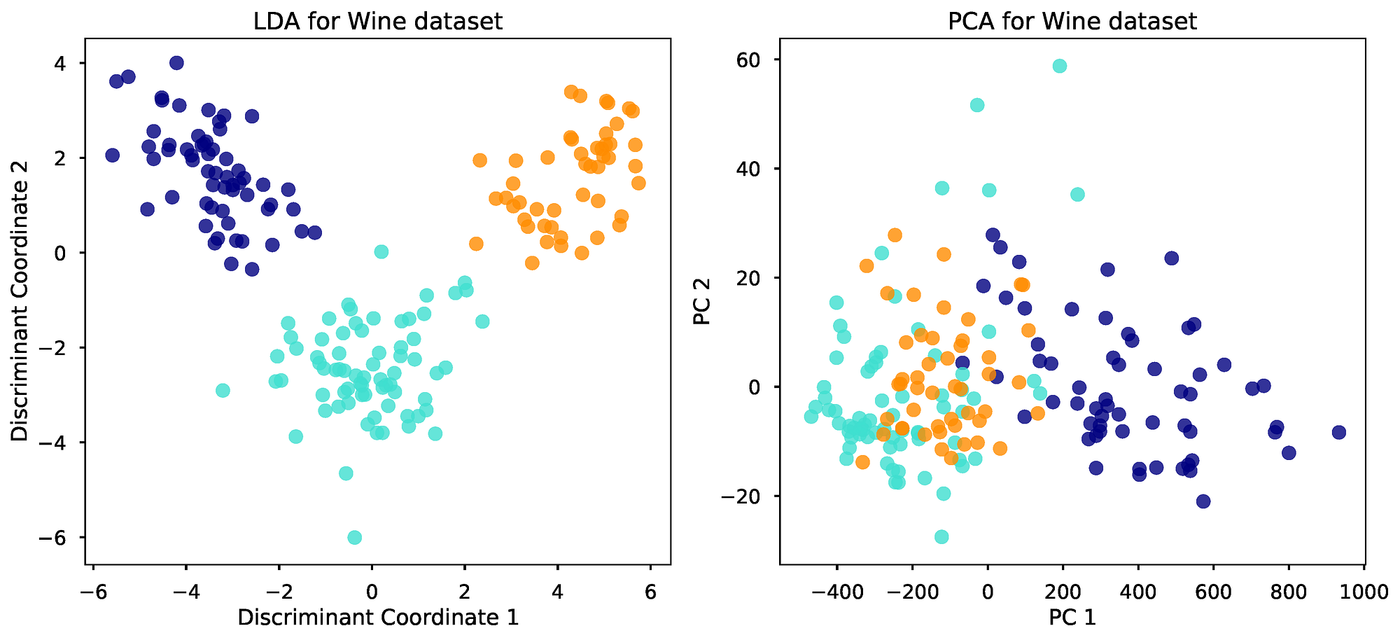 LDA for Wine dataset
4
2
0
−2
−4
−6
Discriminant Coordinate 2
−6 −4 −2 0 2 4 6
Discriminant Coordinate 1
PCA for Wine dataset
60
40
20
0
−20
PC 2
−400 −200 0 200 400 600 800 1000
PC 1